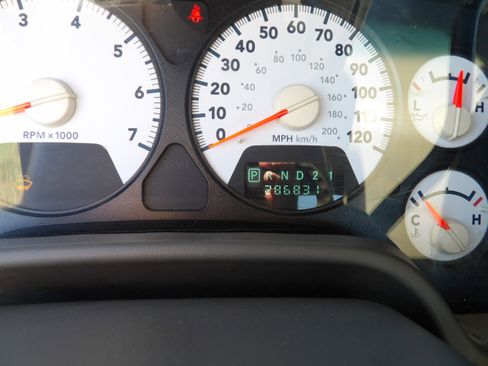 4 5 6 7
RPM × 1000
0 10 20 30 40 50 60 70 80 90 100 110 120
20 40 60 80 100 120 140 160 180 200
MPH km/h
P R N D 2 1
286831
L H
C H